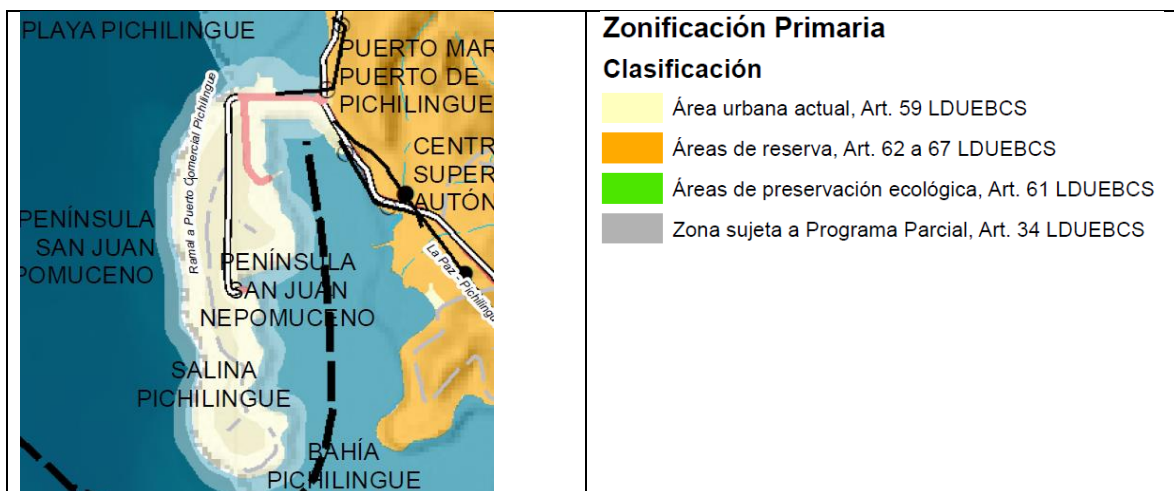 PLAYA PICHILINGUE
PUERTO MAR
PUERTO DE
PICHILINGUE
Ramal a Puerto Comercial Pichilingue
CENTR
SUPER
AUTÓN
PENÍNSULA
SAN JUAN
POMUCENO
La Paz - Pichilingu
PENÍNSULA
SAN JUAN
NEPOMUCENO
SALINA
PICHILINGUE
BAHÍA
PICHILINGUE
Zonificación Primaria
Clasificación
Área urbana actual, Art. 59 LDUEBCS
Áreas de reserva, Art. 62 a 67 LDUEBCS
Áreas de preservación ecológica, Art. 61 LDUEBCS
Zona sujeta a Programa Parcial, Art. 34 LDUEBCS